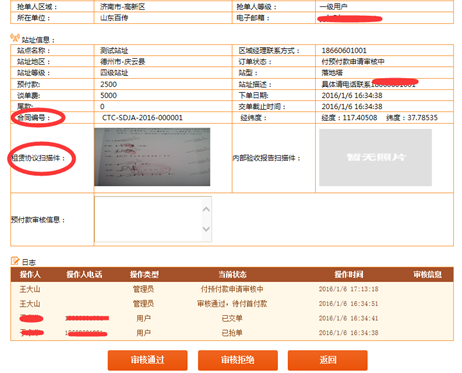 抢单人区域： 济南市-高新区 抢单人等级： 一级用户
所在单位： 山东百传 电子邮箱：
站址信息：
站点名称： 测试站址 区域经理联系方式： 18660601001
站址地区： 德州市-庆云县 订单状态： 付预付款申请审核中
站址等级： 四级站址 站型： 落地塔
预付款： 2500 站址描述： 具体请电话联系
谈单费： 5000 下单日期： 2016/1/6 16:34:38
尾款： 0 交单截止时间： 2016/1/6 16:34:38
合同编号： CTC-SDJA-2016-000001 经纬度： 经度：117.40508 纬度：37.78535
租赁协议扫描件： 内部验收报告扫描件： 暂无照片
预付款审核信息：
日志
操作人 操作人电话 操作类型 当前状态 操作时间 审核信息
王大山 管理员 付预付款申请审核中 2016/1/6 17:13:18
王大山 管理员 审核通过，待付首付款 2016/1/6 16:34:51
用户 已交单 2016/1/6 16:34:41
用户 已抢单 2016/1/6 16:34:38
审核通过 审核拒绝 返回